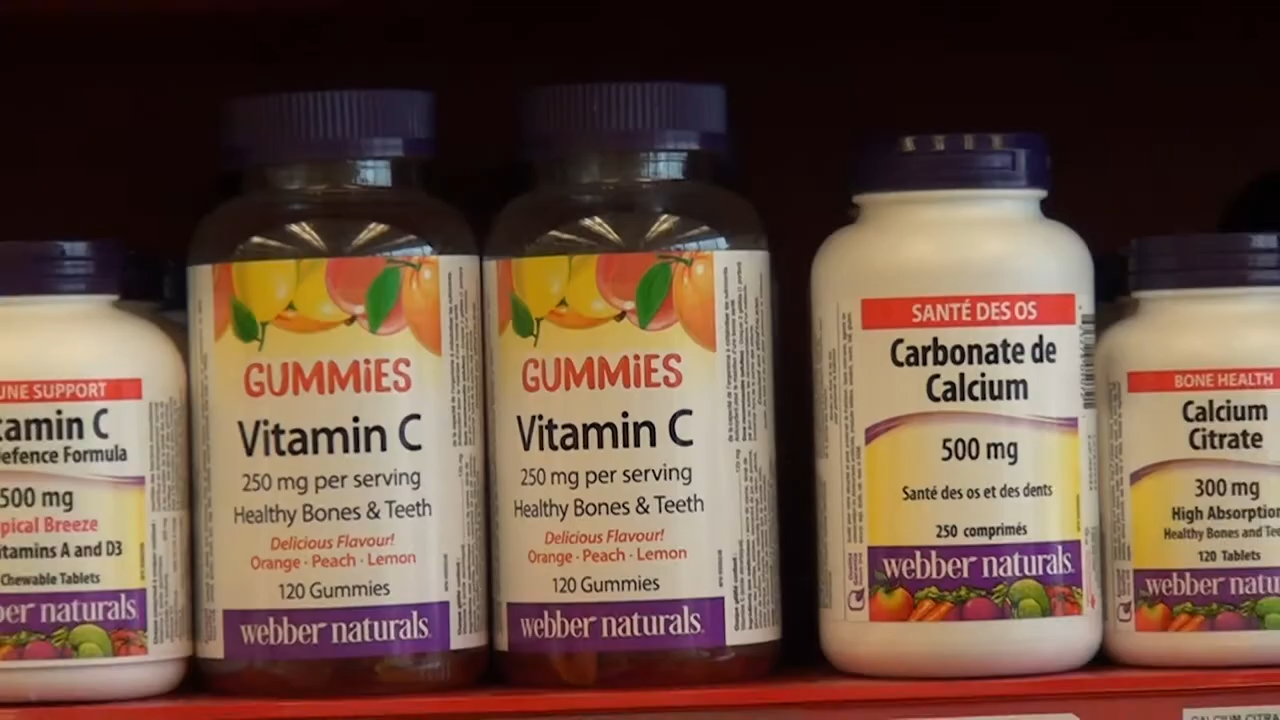 UNE SUPPORT
tamin C
efence Formula
500 mg
pical Breeze
itamins A and D3
Chewable Tablets
ber naturals
GUMMiES
Vitamin C
250 mg per serving
Healthy Bones & Teeth
Delicious Flavour!
Orange · Peach · Lemon
120 Gummies
webber naturals
GUMMiES
Vitamin C
250 mg per serving
Healthy Bones & Teeth
Delicious Flavour!
Orange · Peach · Lemon
120 Gummies
webber naturals
SANTÉ DES OS
Carbonate de
Calcium
500 mg
Santé des os et des dents
250 comprimés
webber naturals
BONE HEALTH
Calcium
Citrate
300 mg
High Absorption
Healthy Bones and Tee
120 Tablets
webber natu